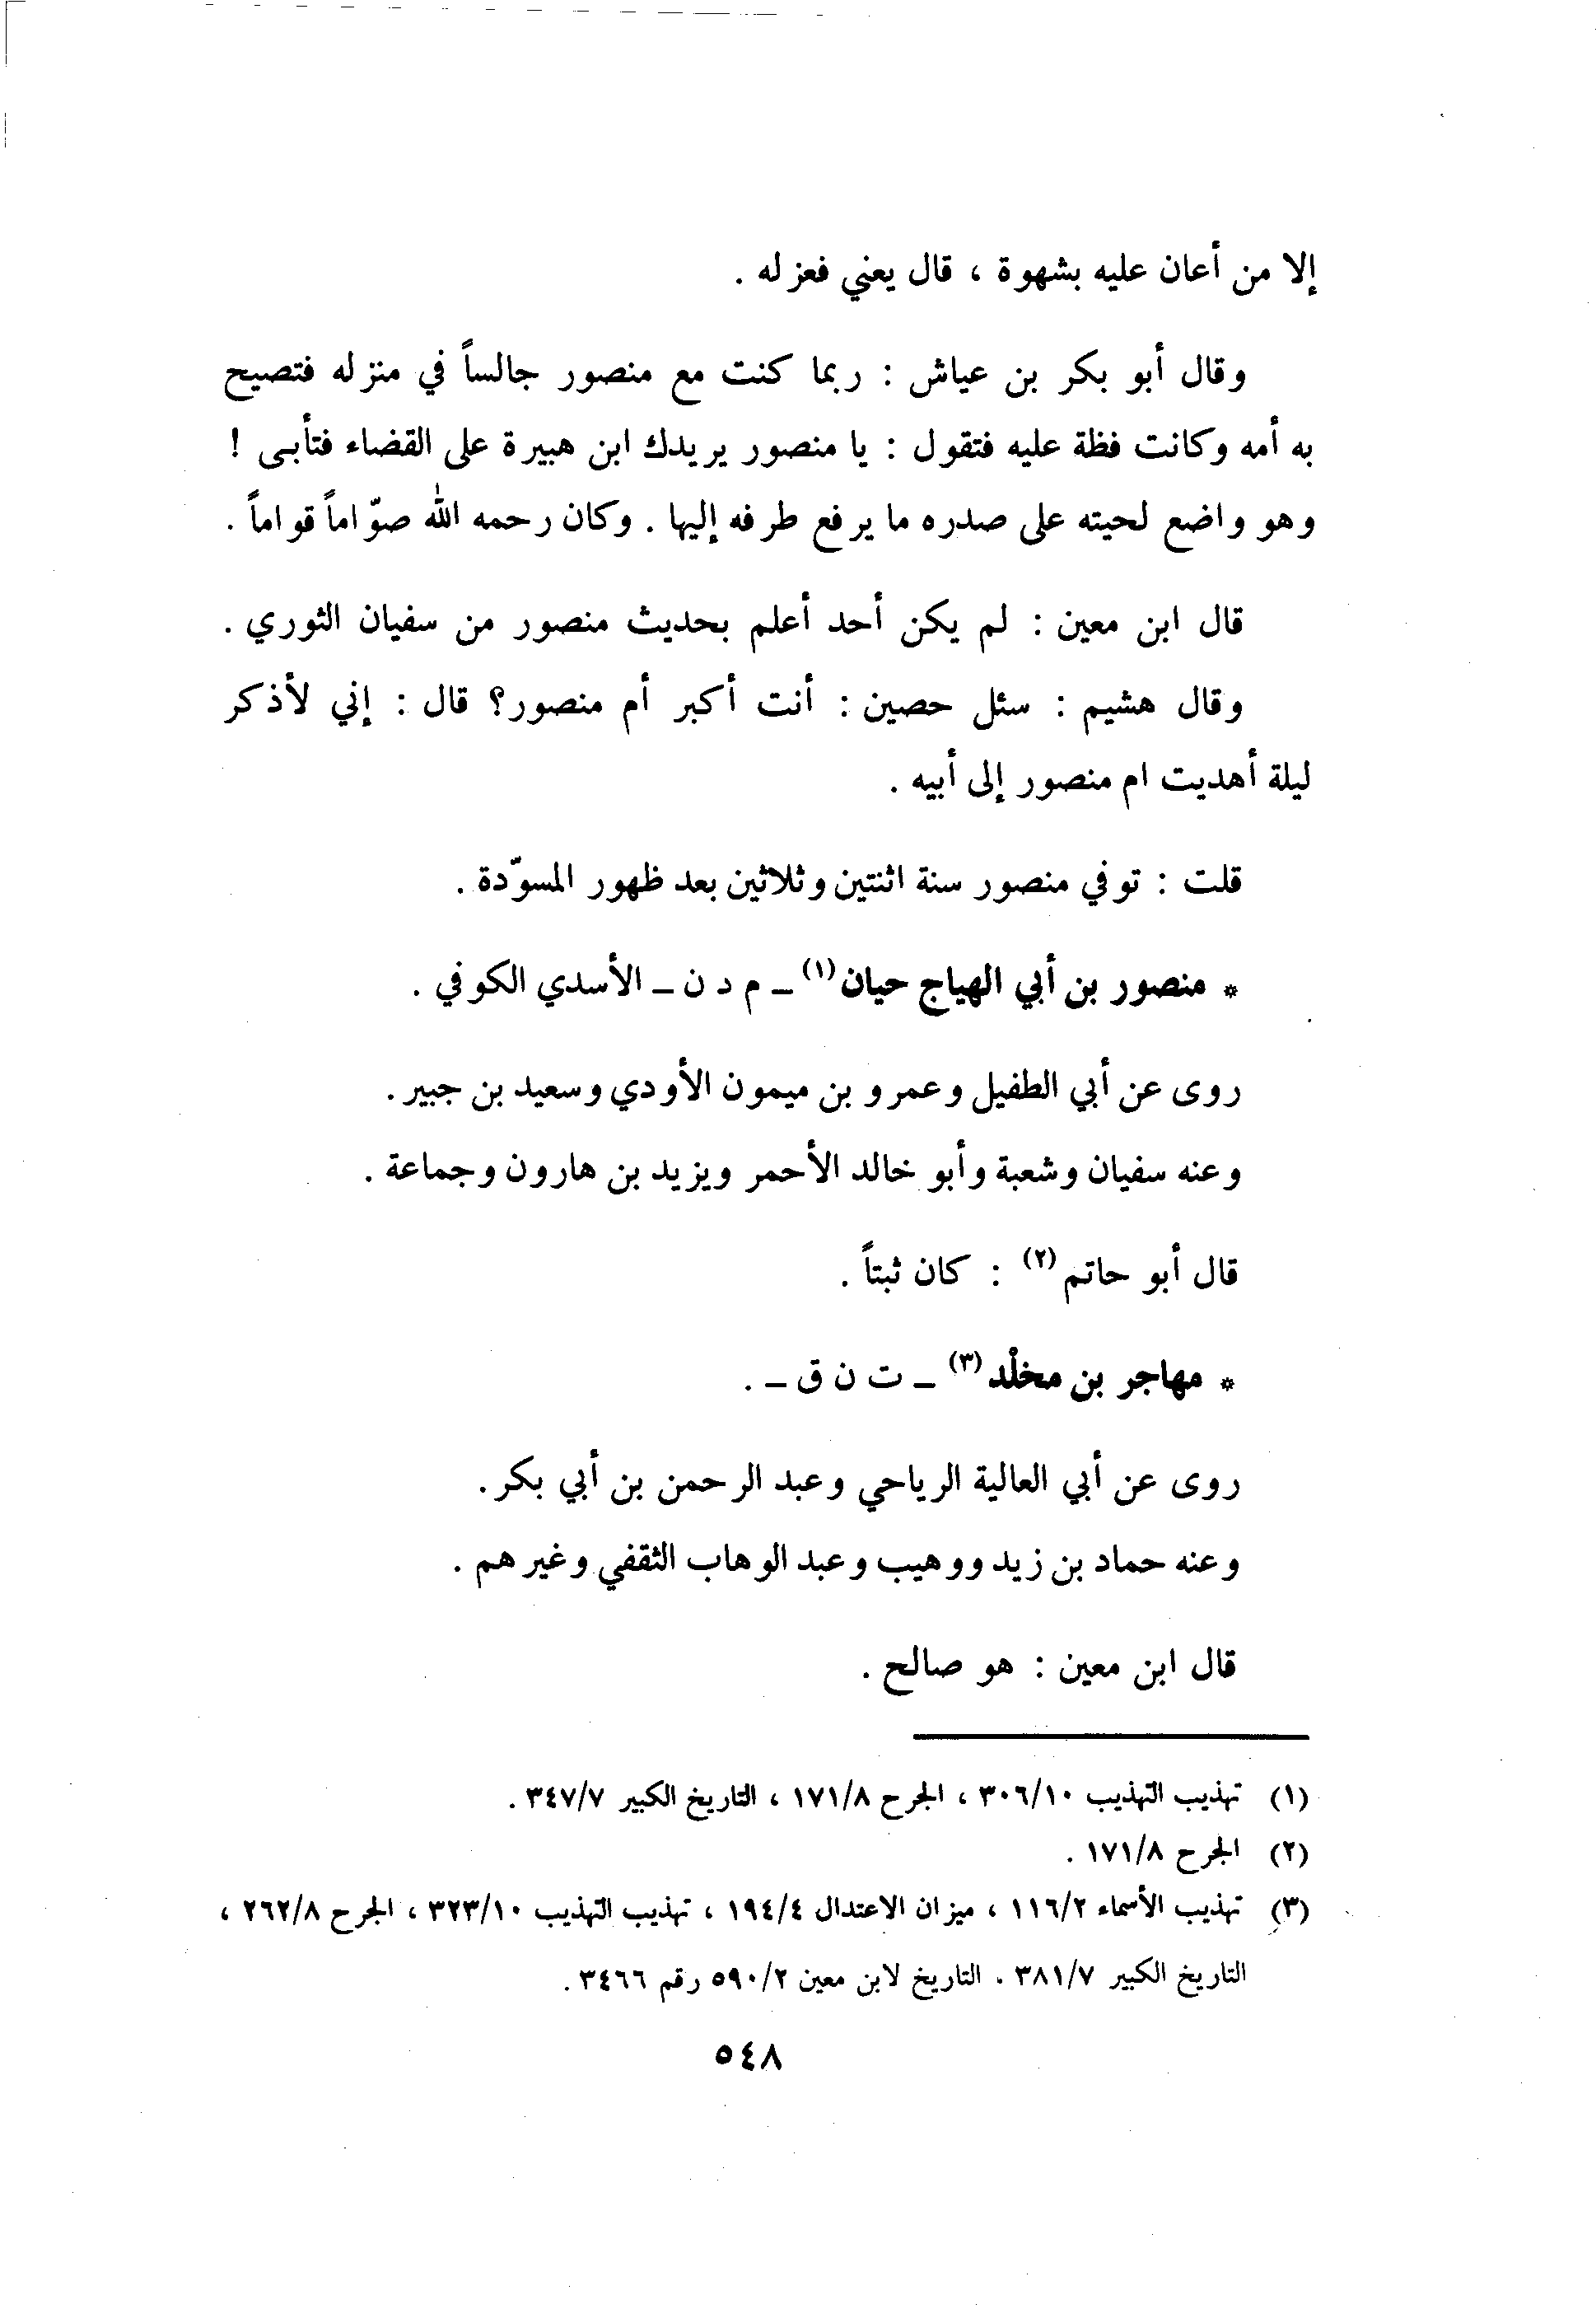 إلا من أعان عليه بشهوة ، قال يعني فعزله .
وقال أبو بكر بن عياش : ربما كنت مع منصور جالساً في منزله فتصيح
به أمه وكانت فظة عليه فتقول : يا منصور يريدك ابن هبيرة على القضاء فتأبى !
وهو واضع لحيته على صدره ما يرفع طرفه إليها . وكان رحمه الله صوّاماً قواماً .
قال ابن معين : لم يكن أحد أعلم بحديث منصور من سفيان الثوري .
وقال هشيم : سئل حصين : أنت أكبر أم منصور؟ قال : إني لأذكر
ليلة أهديت ام منصور إلى أبيه .
قلت : توفي منصور سنة اثنتين وثلاثين بعد ظهور المسوّدة .
* منصور بن أبي الهياج حيان(١) - م د ن - الأسدي الكوفي .
روى عن أبي الطفيل وعمرو بن ميمون الأودي وسعيد بن جبير .
وعنه سفيان وشعبة وأبو خالد الأحمر ويزيد بن هارون وجماعة .
قال أبو حاتم(٢) : كان ثبتاً .
* مهاجر بن مخلْد(٣) - ت ن ق - .
روى عن أبي العالية الرياحي وعبد الرحمن بن أبي بكر .
وعنه حماد بن زيد ووهيب وعبد الوهاب الثقفي وغيرهم .
قال ابن معين : هو صالح .
(١) تهذيب التهذيب ٣٠٦/١٠ ، الجرح ١٧١/٨ ، التاريخ الكبير ٣٤٧/٧ .
(٢) الجرح ١٧١/٨ .
(٣) تهذيب الأسماء ١١٦/٢ ، ميزان الاعتدال ١٩٤/٤ ، تهذيب التهذيب ٣٢٣/١٠ ، الجرح ٢٦٢/٨ ،
التاريخ الكبير ٣٨١/٧ . التاريخ لابن معين ٥٩٠/٢ رقم ٣٤٦٦ .
٥٤٨